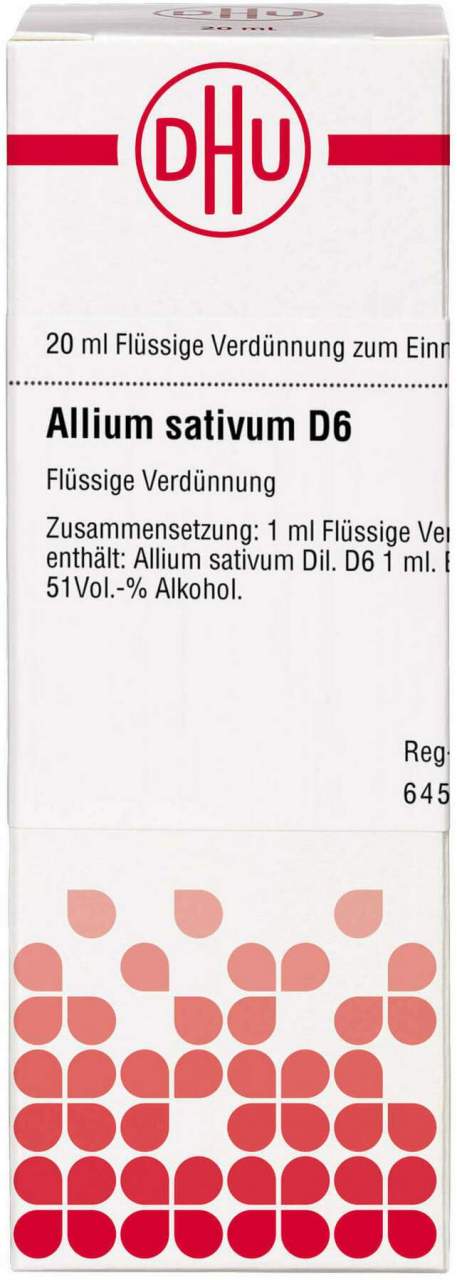 DHU
20 mL
DHU
20 ml Flüssige Verdünnung zum Einn
Allium sativum D6
Flüssige Verdünnung
Zusammensetzung: 1 ml Flüssige Ver
enthält: Allium sativum Dil. D6 1 ml. E
51Vol.-% Alkohol.
Reg-
645